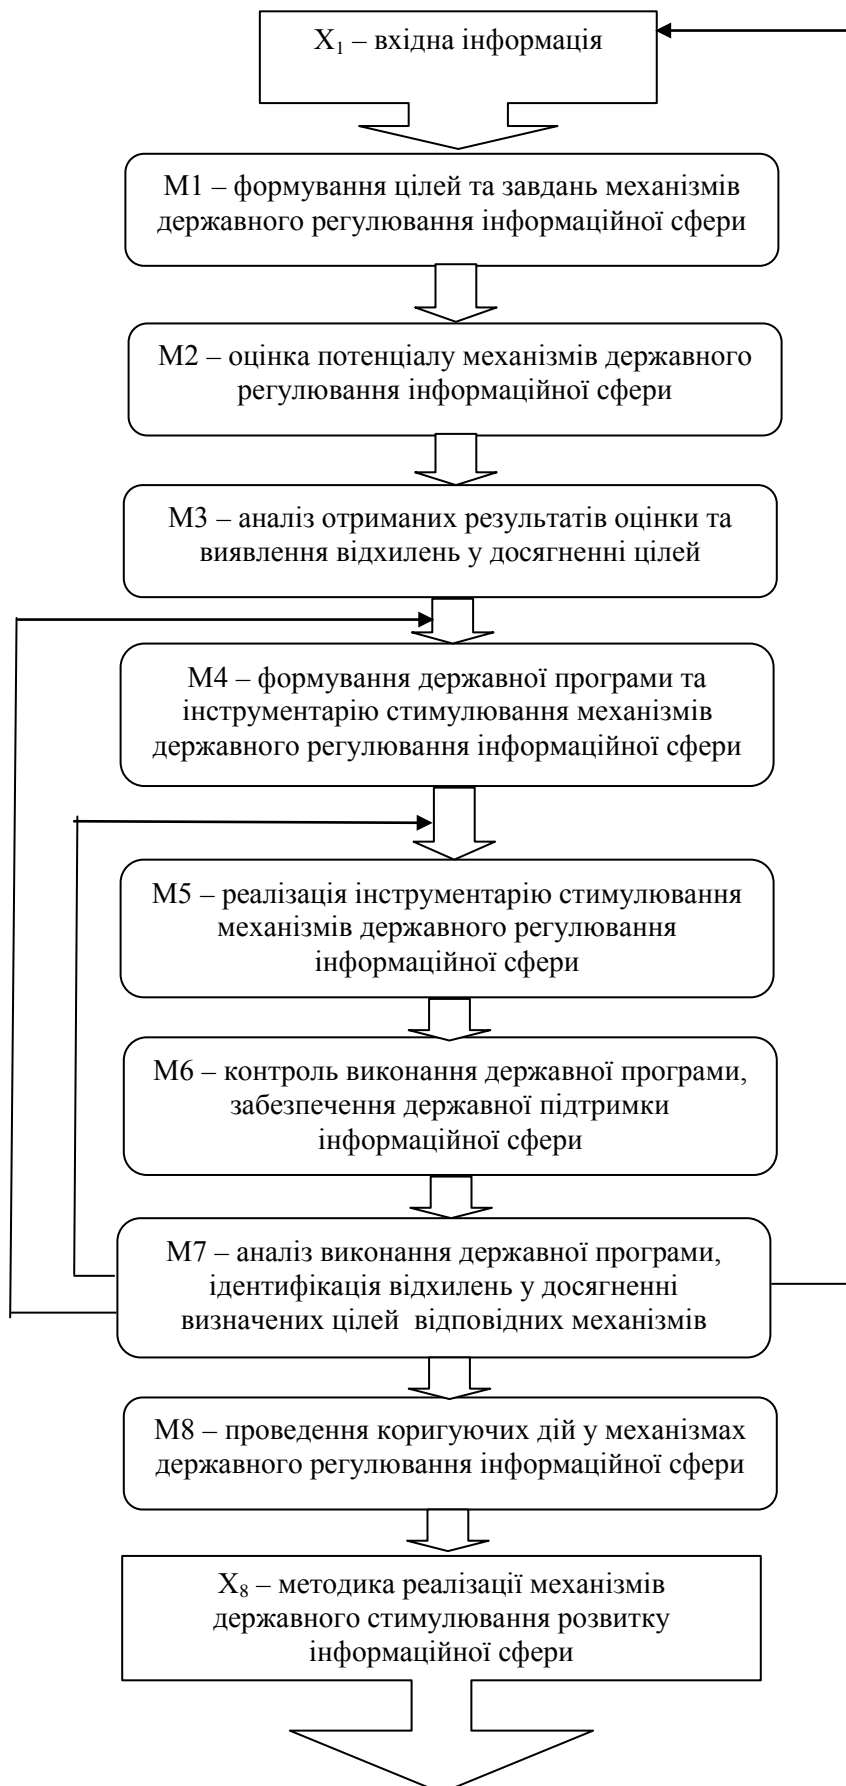 X₁ – вхідна інформація
М1 – формування цілей та завдань механізмів
державного регулювання інформаційної сфери
М2 – оцінка потенціалу механізмів державного
регулювання інформаційної сфери
М3 – аналіз отриманих результатів оцінки та
виявлення відхилень у досягненні цілей
М4 – формування державної програми та
інструментарію стимулювання механізмів
державного регулювання інформаційної сфери
М5 – реалізація інструментарію стимулювання
механізмів державного регулювання
інформаційної сфери
М6 – контроль виконання державної програми,
забезпечення державної підтримки
інформаційної сфери
М7 – аналіз виконання державної програми,
ідентифікація відхилень у досягненні
визначених цілей відповідних механізмів
М8 – проведення коригуючих дій у механізмах
державного регулювання інформаційної сфери
X₈ – методика реалізації механізмів
державного стимулювання розвитку
інформаційної сфери